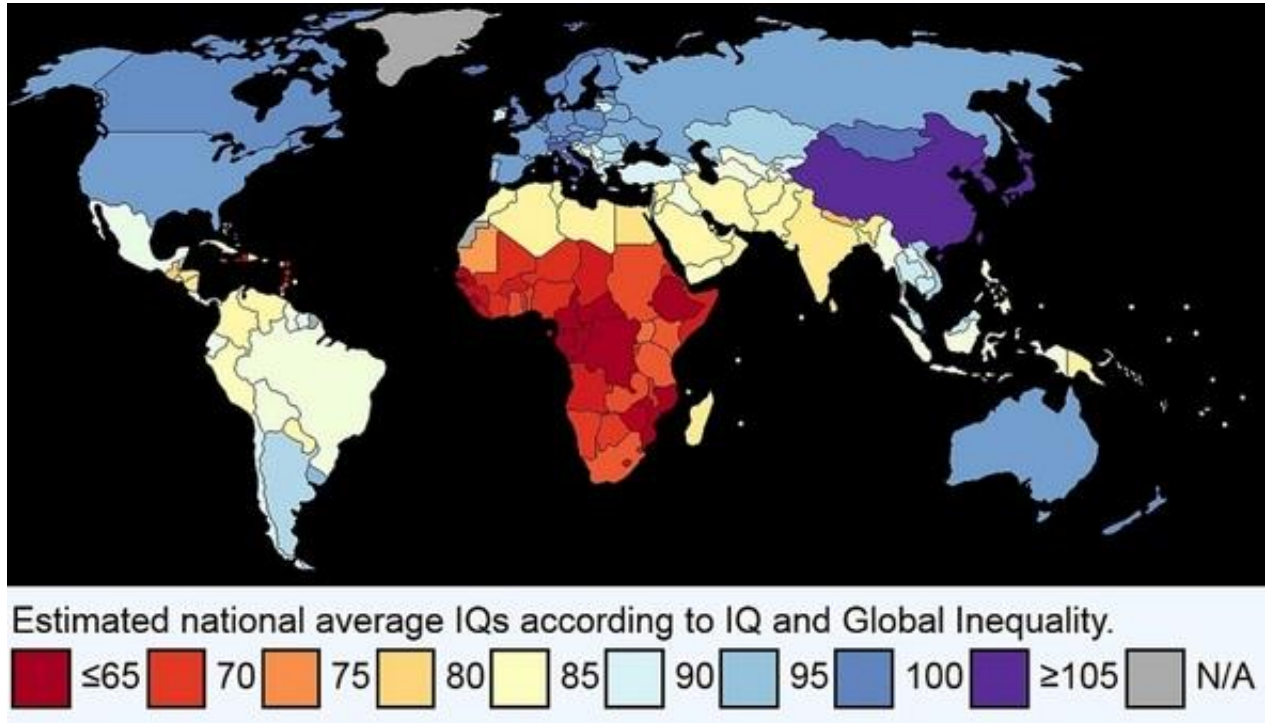 Estimated national average IQs according to IQ and Global Inequality.
≤65 70 75 80 85 90 95 100 ≥105 N/A